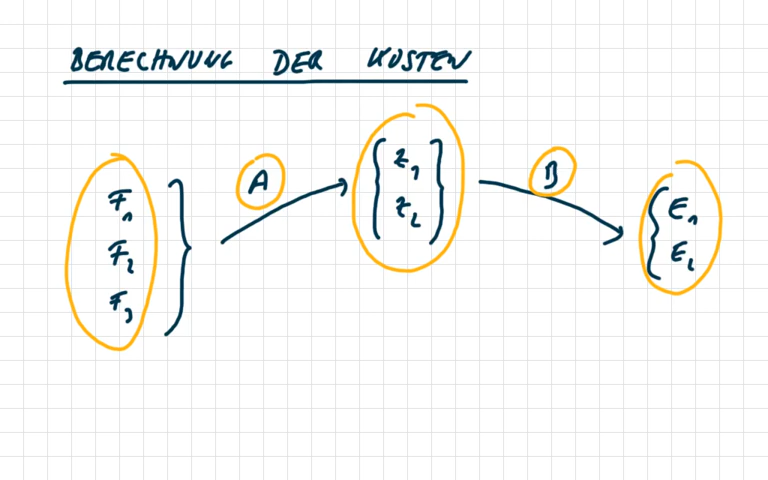 BERECHNUNG DER KOSTEN
F₁
F₂
F₃
A
Z₁
Z₂
B
E₁
E₂